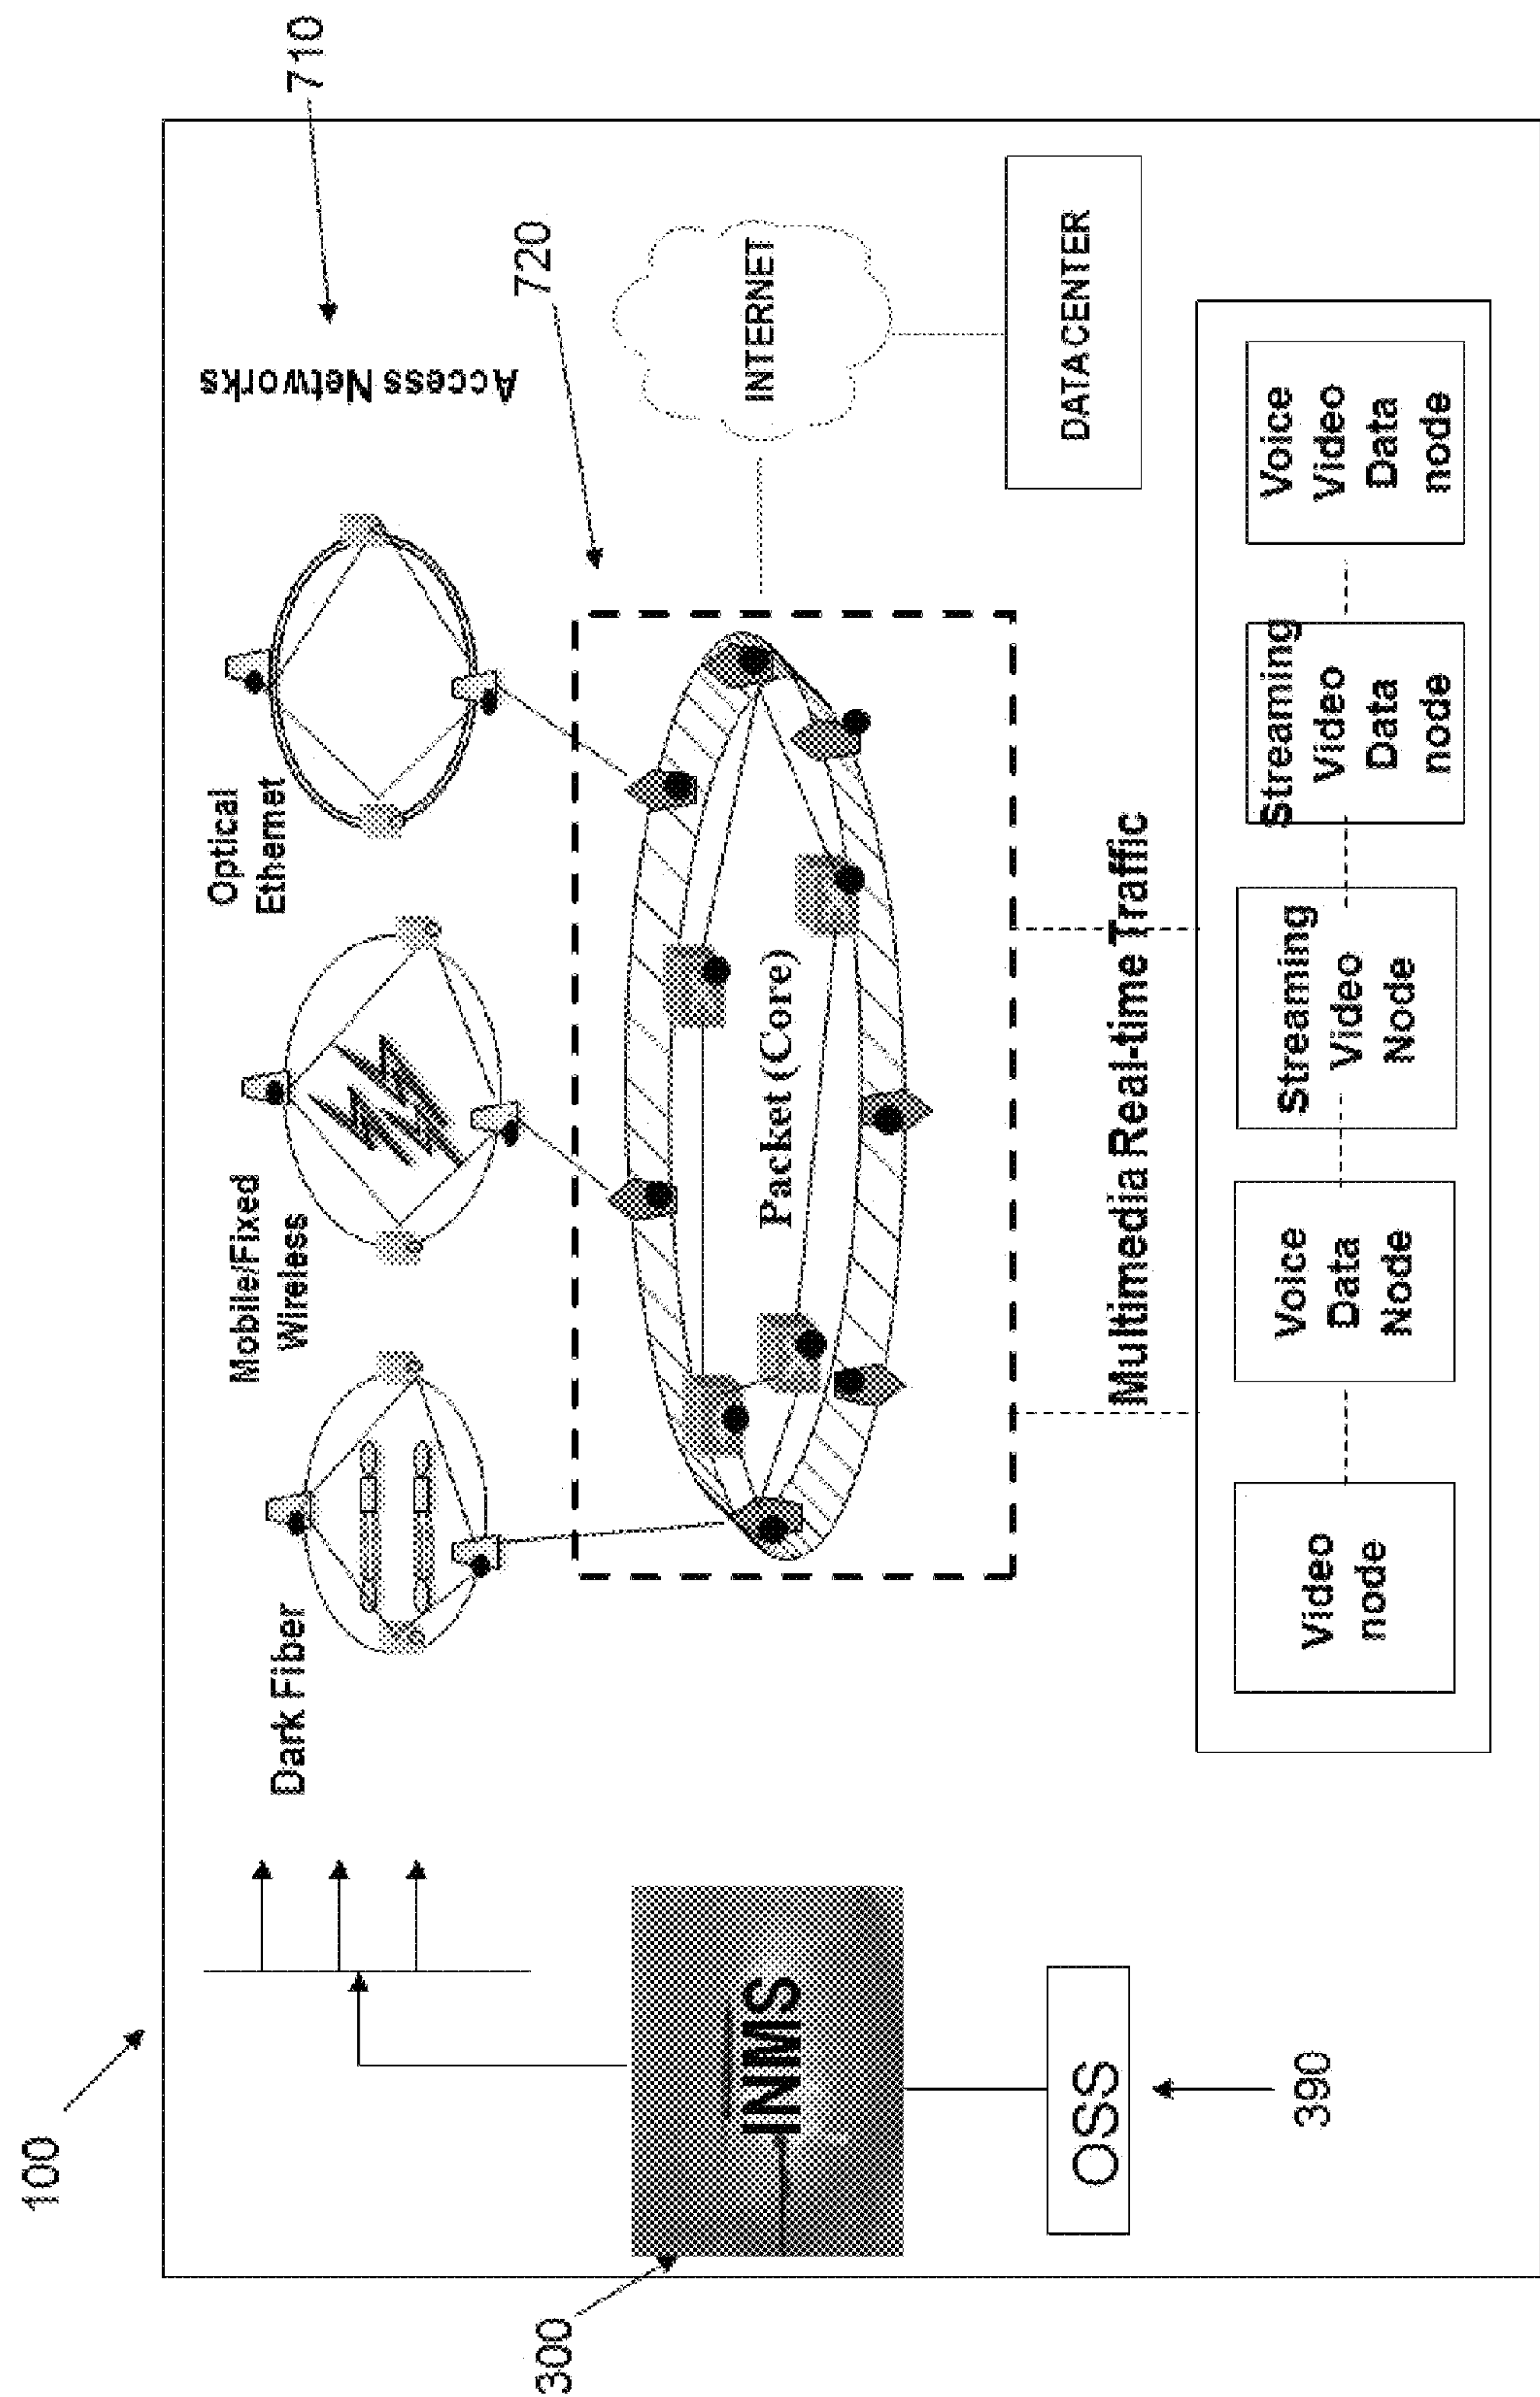 100
710
Access Networks
Dark Fiber
Mobile/Fixed
Wireless
Optical
Ethernet
720
300
INMS
Packet (Core)
INTERNET
OSS
390
DATACENTER
Multimedia Real-time Traffic
Video
node
Voice
Data
Node
Streaming
Video
Node
Streaming
Video
Data
node
Voice
Video
Data
node